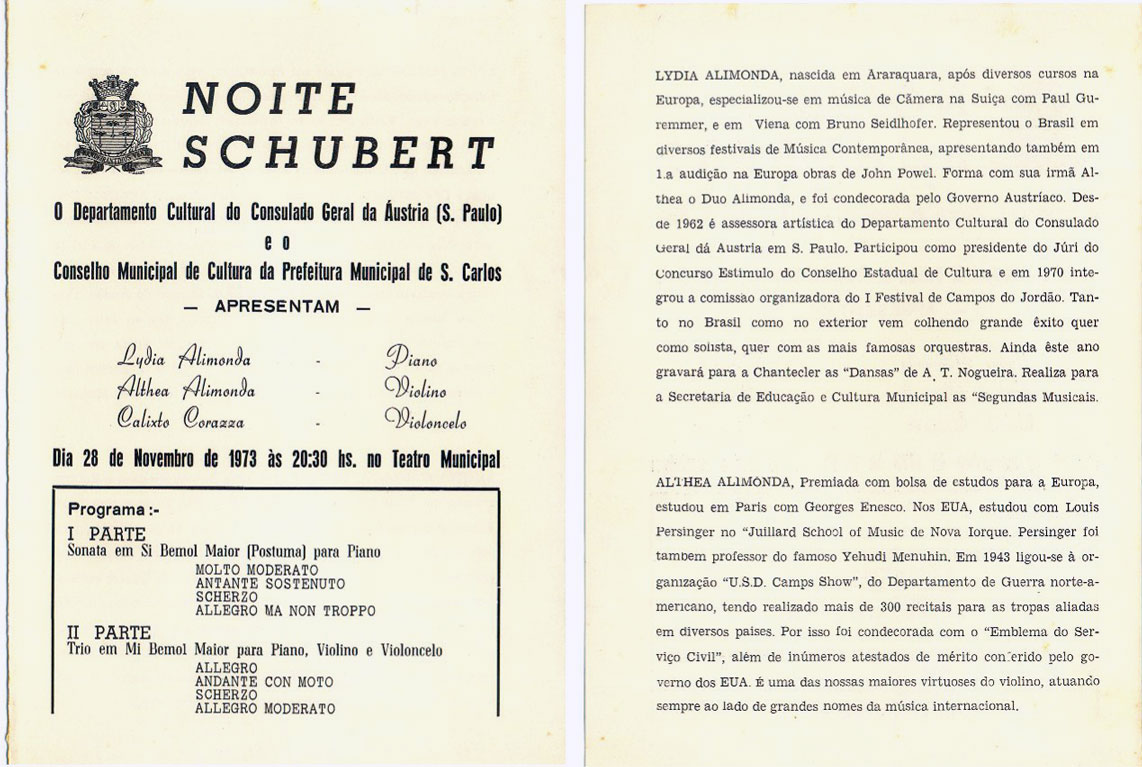 NOITE
SCHUBERT
O Departamento Cultural do Consulado Geral da Áustria (S. Paulo)
e o
Conselho Municipal de Cultura da Prefeitura Municipal de S. Carlos
— APRESENTAM —
Lydia Alimonda - Piano
Althea Alimonda - Violino
Calixto Corazza - Violoncelo
Dia 28 de Novembro de 1973 às 20:30 hs. no Teatro Municipal
Programa :-
I PARTE
Sonata em Si Bemol Maior (Postuma) para Piano
MOLTO MODERATO
ANTANTE SOSTENUTO
SCHERZO
ALLEGRO MA NON TROPPO
II PARTE
Trio em Mi Bemol Maior para Piano, Violino e Violoncelo
ALLEGRO
ANDANTE CON MOTO
SCHERZO
ALLEGRO MODERATO
LYDIA ALIMONDA, nascida em Araraquara, após diversos cursos na
Europa, especializou-se em música de Câmera na Suiça com Paul Gu-
remmer, e em Viena com Bruno Seidlhofer. Representou o Brasil em
diversos festivais de Música Contemporânea, apresentando também em
1.a audição na Europa obras de John Powel. Forma com sua irmã Al-
thea o Duo Alimonda, e foi condecorada pelo Governo Austríaco. Des-
de 1962 é assessora artística do Departamento Cultural do Consulado
Geral dá Austria em S. Paulo. Participou como presidente do Júri do
Concurso Estimulo do Conselho Estadual de Cultura e em 1970 inte-
grou a comissão organizadora do I Festival de Campos do Jordão. Tan-
to no Brasil como no exterior vem colhendo grande êxito quer
como solista, quer com as mais famosas orquestras. Ainda êste ano
gravará para a Chantecler as "Dansas" de A. T. Nogueira. Realiza para
a Secretaria de Educação e Cultura Municipal as "Segundas Musicais.
ALTHEA ALIMONDA, Premiada com bolsa de estudos para a Europa,
estudou em Paris com Georges Enesco. Nos EUA, estudou com Louis
Persinger no "Juillard School of Music de Nova Iorque. Persinger foi
tambem professor do famoso Yehudi Menuhin. Em 1943 ligou-se à or-
ganização "U.S.D. Camps Show", do Departamento de Guerra norte-a-
mericano, tendo realizado mais de 300 recitais para as tropas aliadas
em diversos países. Por isso foi condecorada com o "Emblema do Ser-
viço Civil", além de inúmeros atestados de mérito conferido pelo go-
verno dos EUA. É uma das nossas maiores virtuoses do violino, atuando
sempre ao lado de grandes nomes da música internacional.